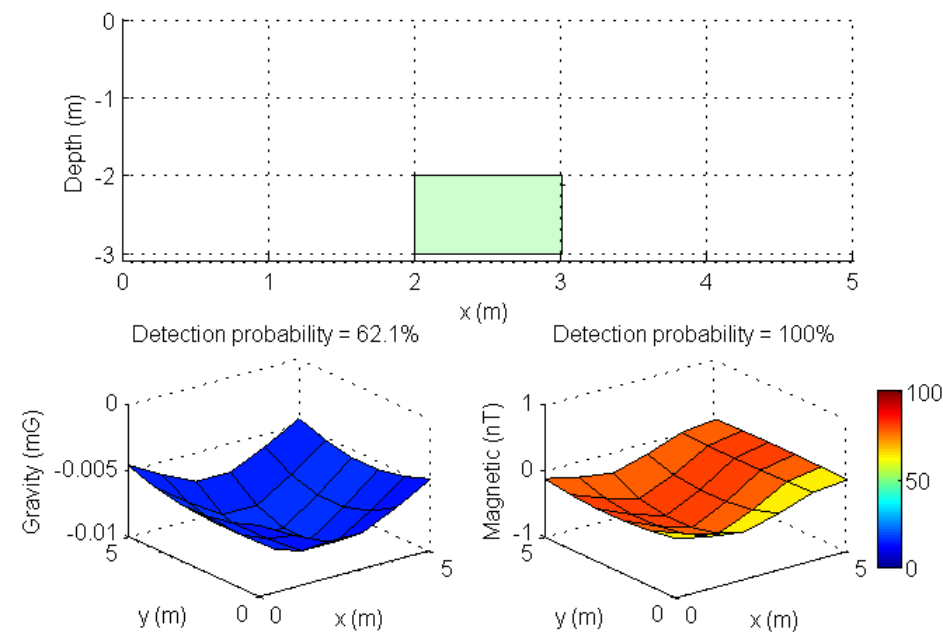 0
-1
-2
-3
Depth (m)
0 1 2 3 4 5
x (m)
Detection probability = 62.1%
0
-0.005
-0.01
Gravity (mG)
5
0
y (m)
0
5
x (m)
Detection probability = 100%
1
0
-1
Magnetic (nT)
5
0
y (m)
0
5
x (m)
100
50
0